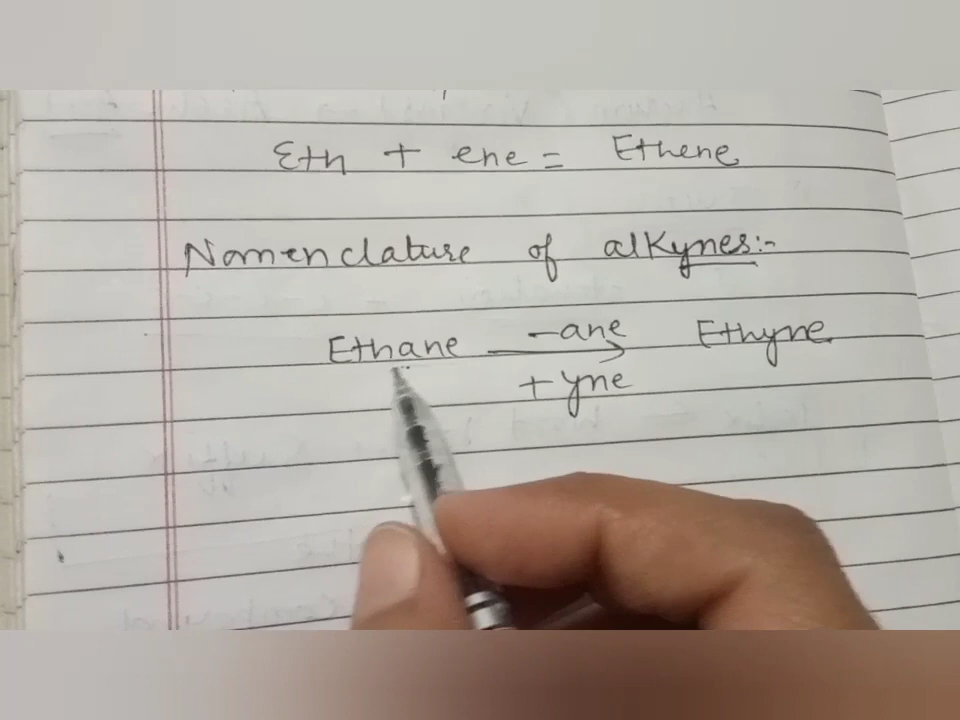 Eth + ene = Ethene
Nomenclature of alkynes:-
Ethane -ane Ethyne
+ yne